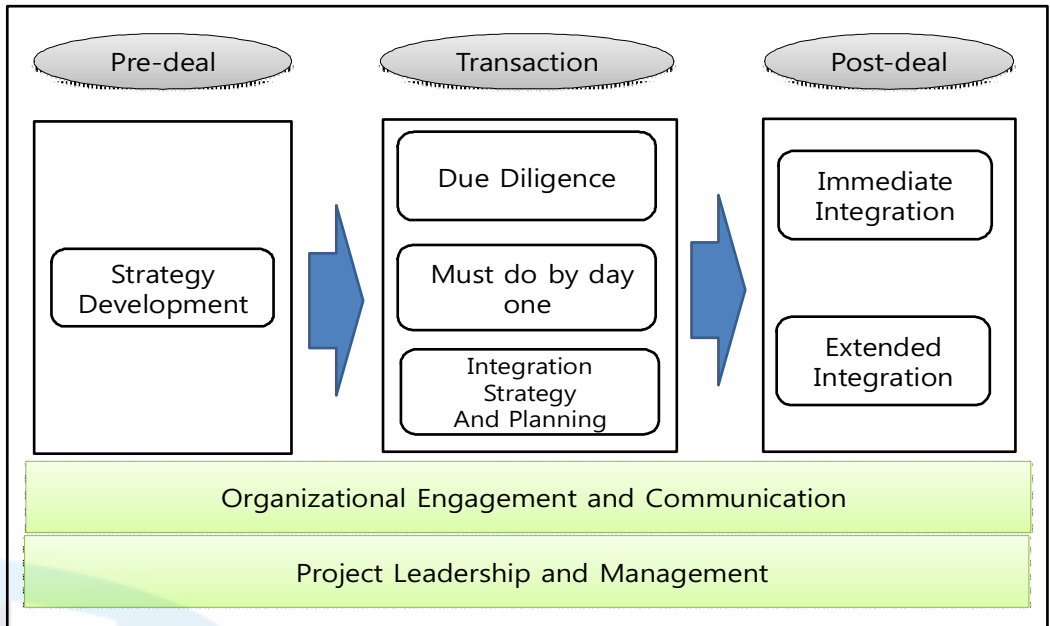 Pre-deal
Transaction
Post-deal
Strategy
Development
Due Diligence
Must do by day
one
Integration
Strategy
And Planning
Immediate
Integration
Extended
Integration
Organizational Engagement and Communication
Project Leadership and Management